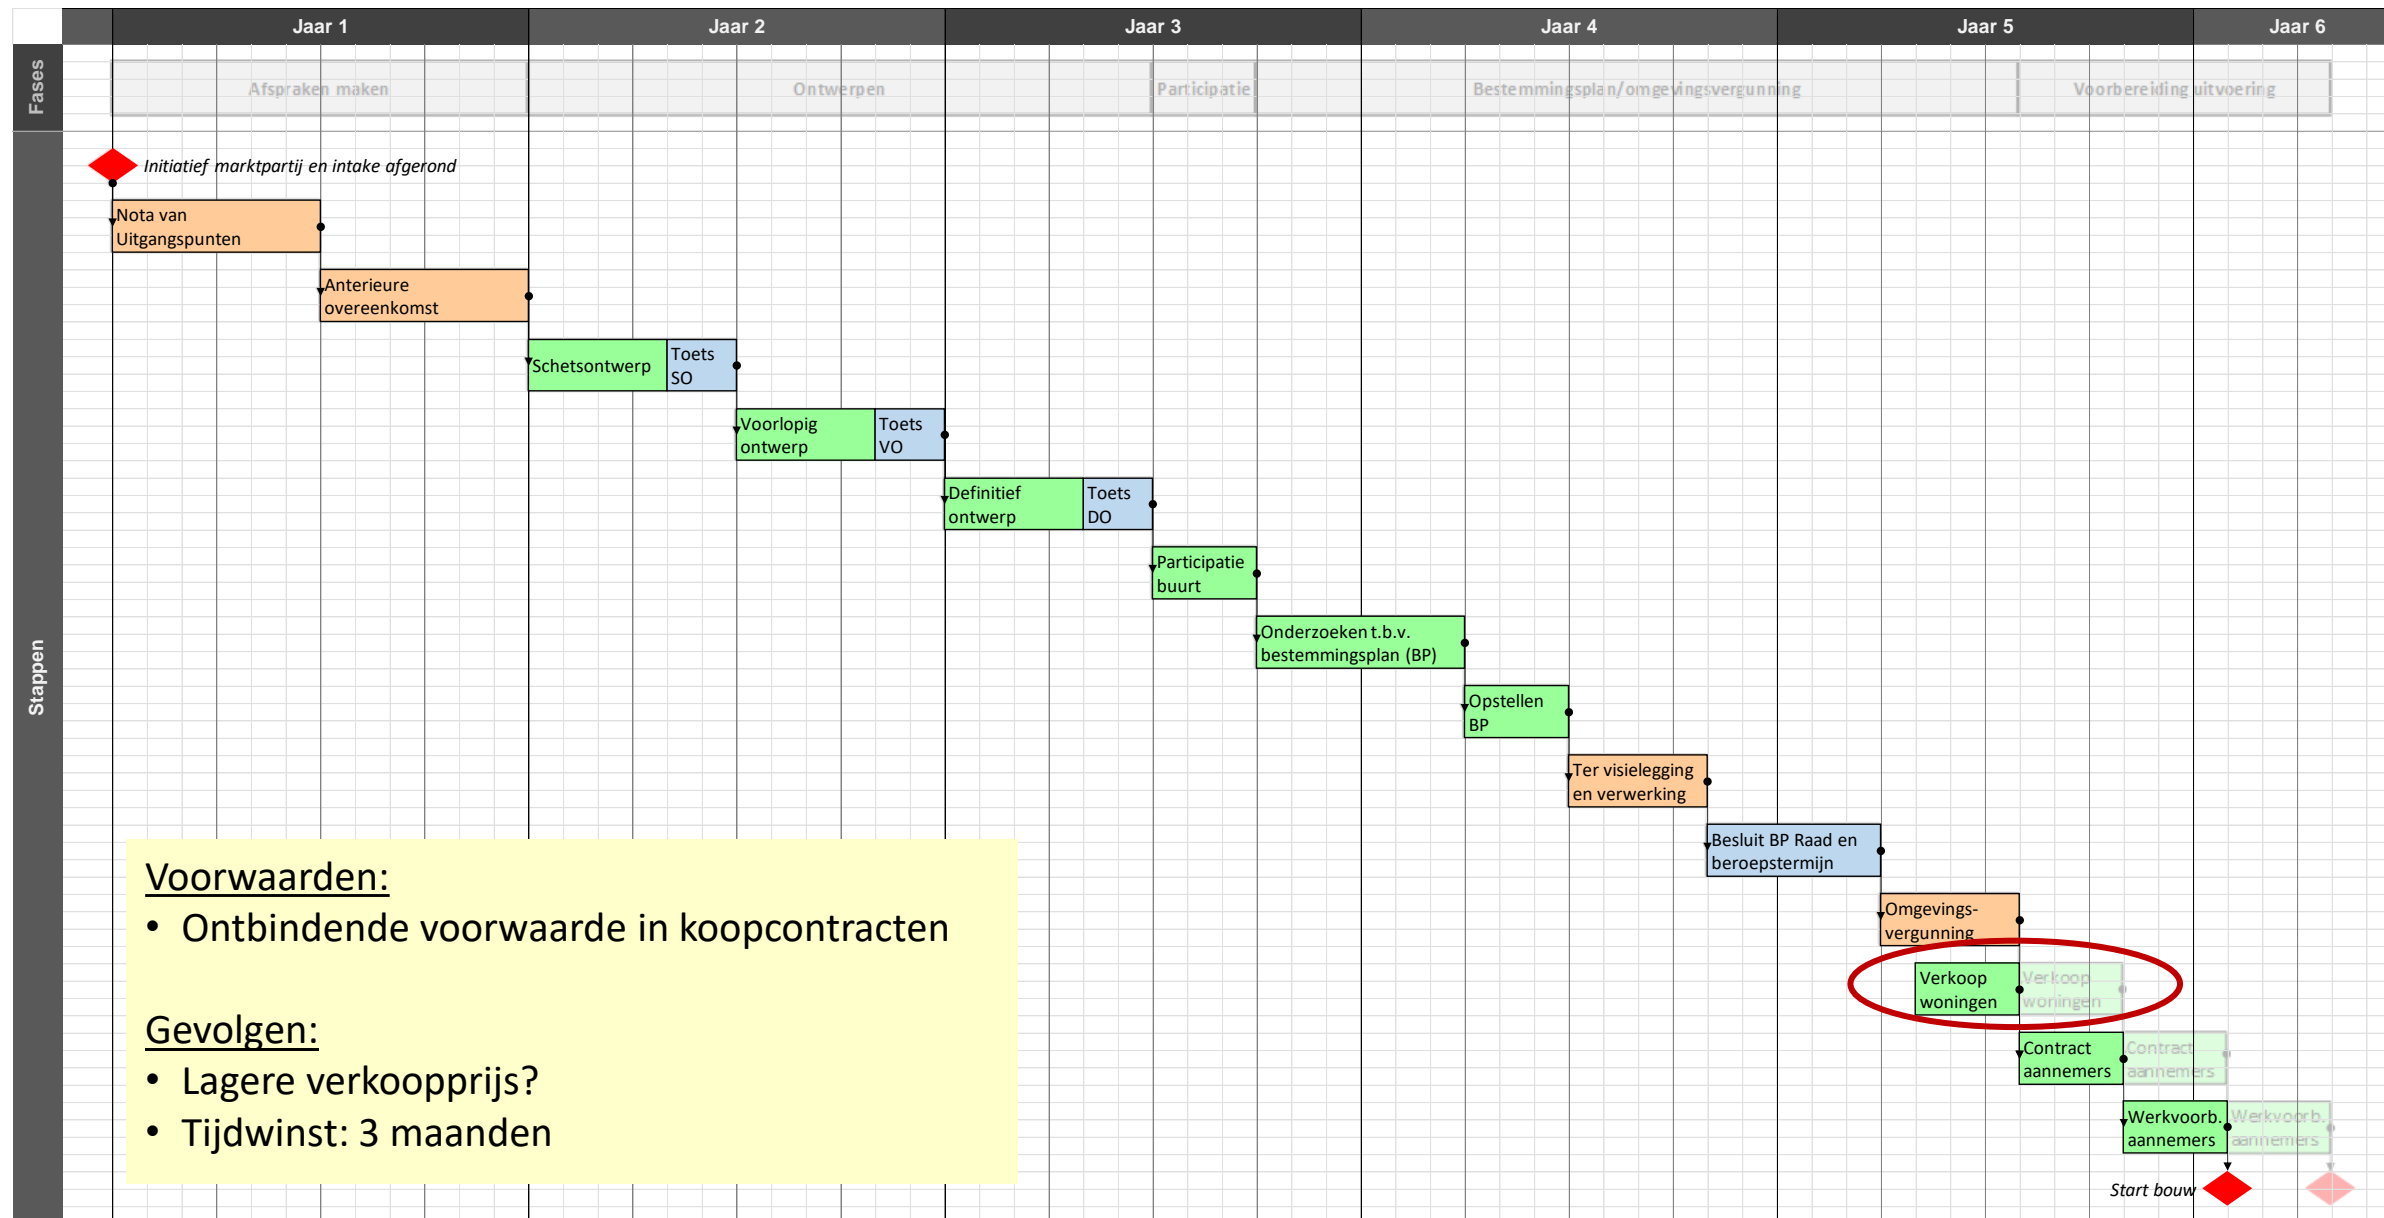 Jaar 1
Jaar 2
Jaar 3
Jaar 4
Jaar 5
Jaar 6
Fases
Afspraken maken
Ontwerpen
Participatie
Bestemmingsplan/omgevingsvergunning
Voorbereiding uitvoering
Stappen
Initiatief marktpartij en intake afgerond
Nota van
Uitgangspunten
Anterieure
overeenkomst
Schetsontwerp
Toets
SO
Voorlopig
ontwerp
Toets
VO
Definitief
ontwerp
Toets
DO
Participatie
buurt
Onderzoeken t.b.v.
bestemmingsplan (BP)
Opstellen
BP
Ter visielegging
en verwerking
Besluit BP Raad en
beroepstermijn
Omgevings-
vergunning
Verkoop
woningen
Verkoop
woningen
Contract
aannemers
Contract
aannemers
Werkvoorb.
aannemers
Werkvoorb.
aannemers
Start bouw
Voorwaarden:
• Ontbindende voorwaarde in koopcontracten
Gevolgen:
• Lagere verkoopprijs?
• Tijdwinst: 3 maanden